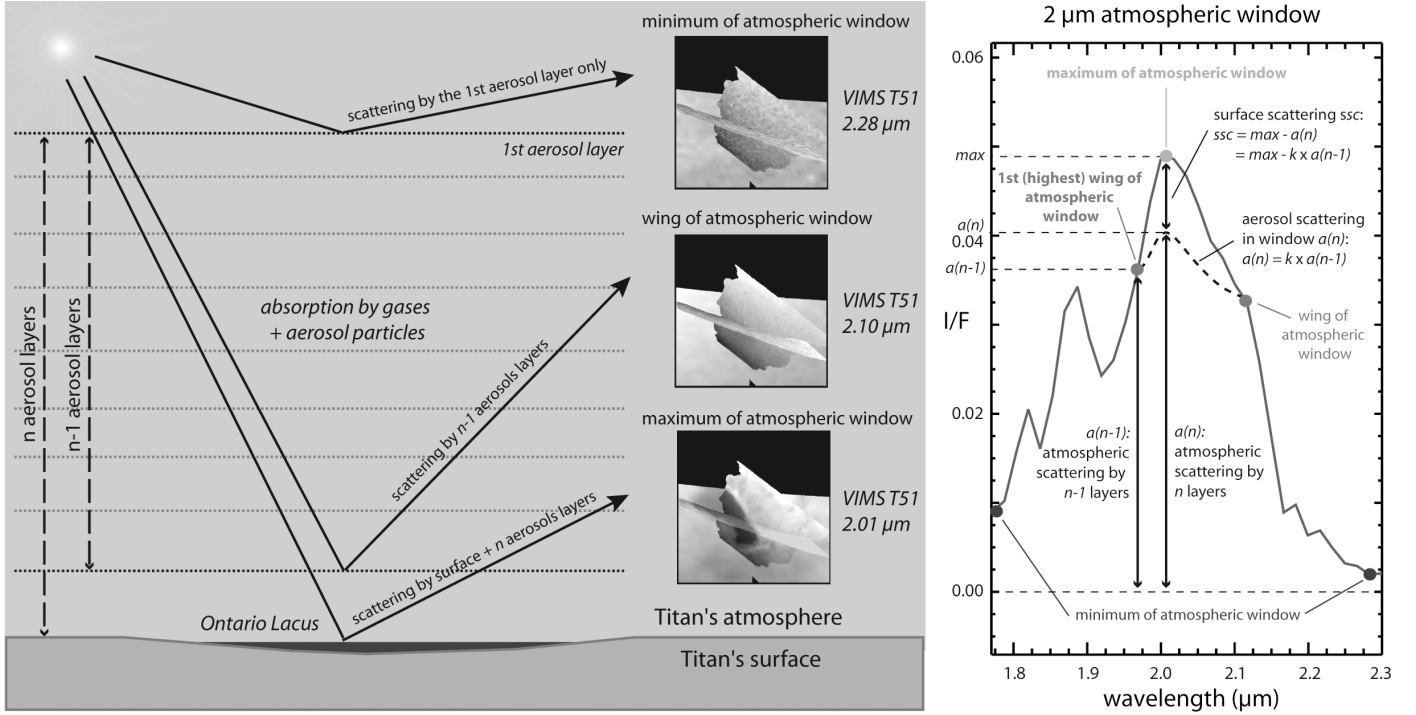 minimum of atmospheric window
scattering by the 1st aerosol layer only
VIMS T51
2.28 µm
1st aerosol layer
wing of atmospheric window
n aerosol layers
n-1 aerosol layers
absorption by gases
+ aerosol particles
scattering by n-1 aerosols layers
VIMS T51
2.10 µm
maximum of atmospheric window
scattering by surface + n aerosols layers
VIMS T51
2.01 µm
Ontario Lacus
Titan's atmosphere
Titan's surface
2 µm atmospheric window
0.06
maximum of atmospheric window
surface scattering ssc:
ssc = max - a(n)
= max - k x a(n-1)
max
1st (highest) wing of
atmospheric
window
a(n)
0.04
a(n-1)
aerosol scattering
in window a(n):
a(n) = k x a(n-1)
I/F
wing of
atmospheric
window
0.02
a(n-1):
atmospheric
scattering by
n-1 layers
a(n):
atmospheric
scattering by
n layers
0.00
minimum of atmospheric window
1.8
1.9
2.0
2.1
2.2
2.3
wavelength (µm)